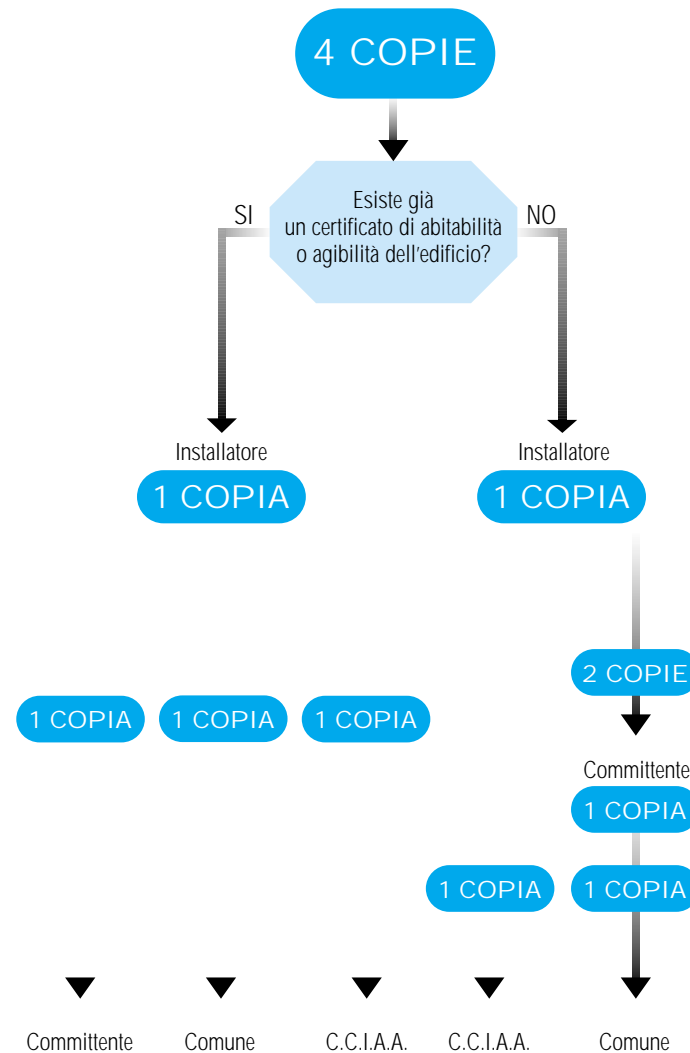 4 COPIE
Esiste già
SI
NO
un certificato di abitabilità
o agibilità dell'edificio?
Installatore
Installatore
1 COPIA
1 COPIA
2 COPIE
1 COPIA
1 COPIA
1 COPIA
Committente
1 COPIA
1 COPIA
1 COPIA
Committente
Comune
C.C.I.A.A.
C.C.I.A.A.
Comune